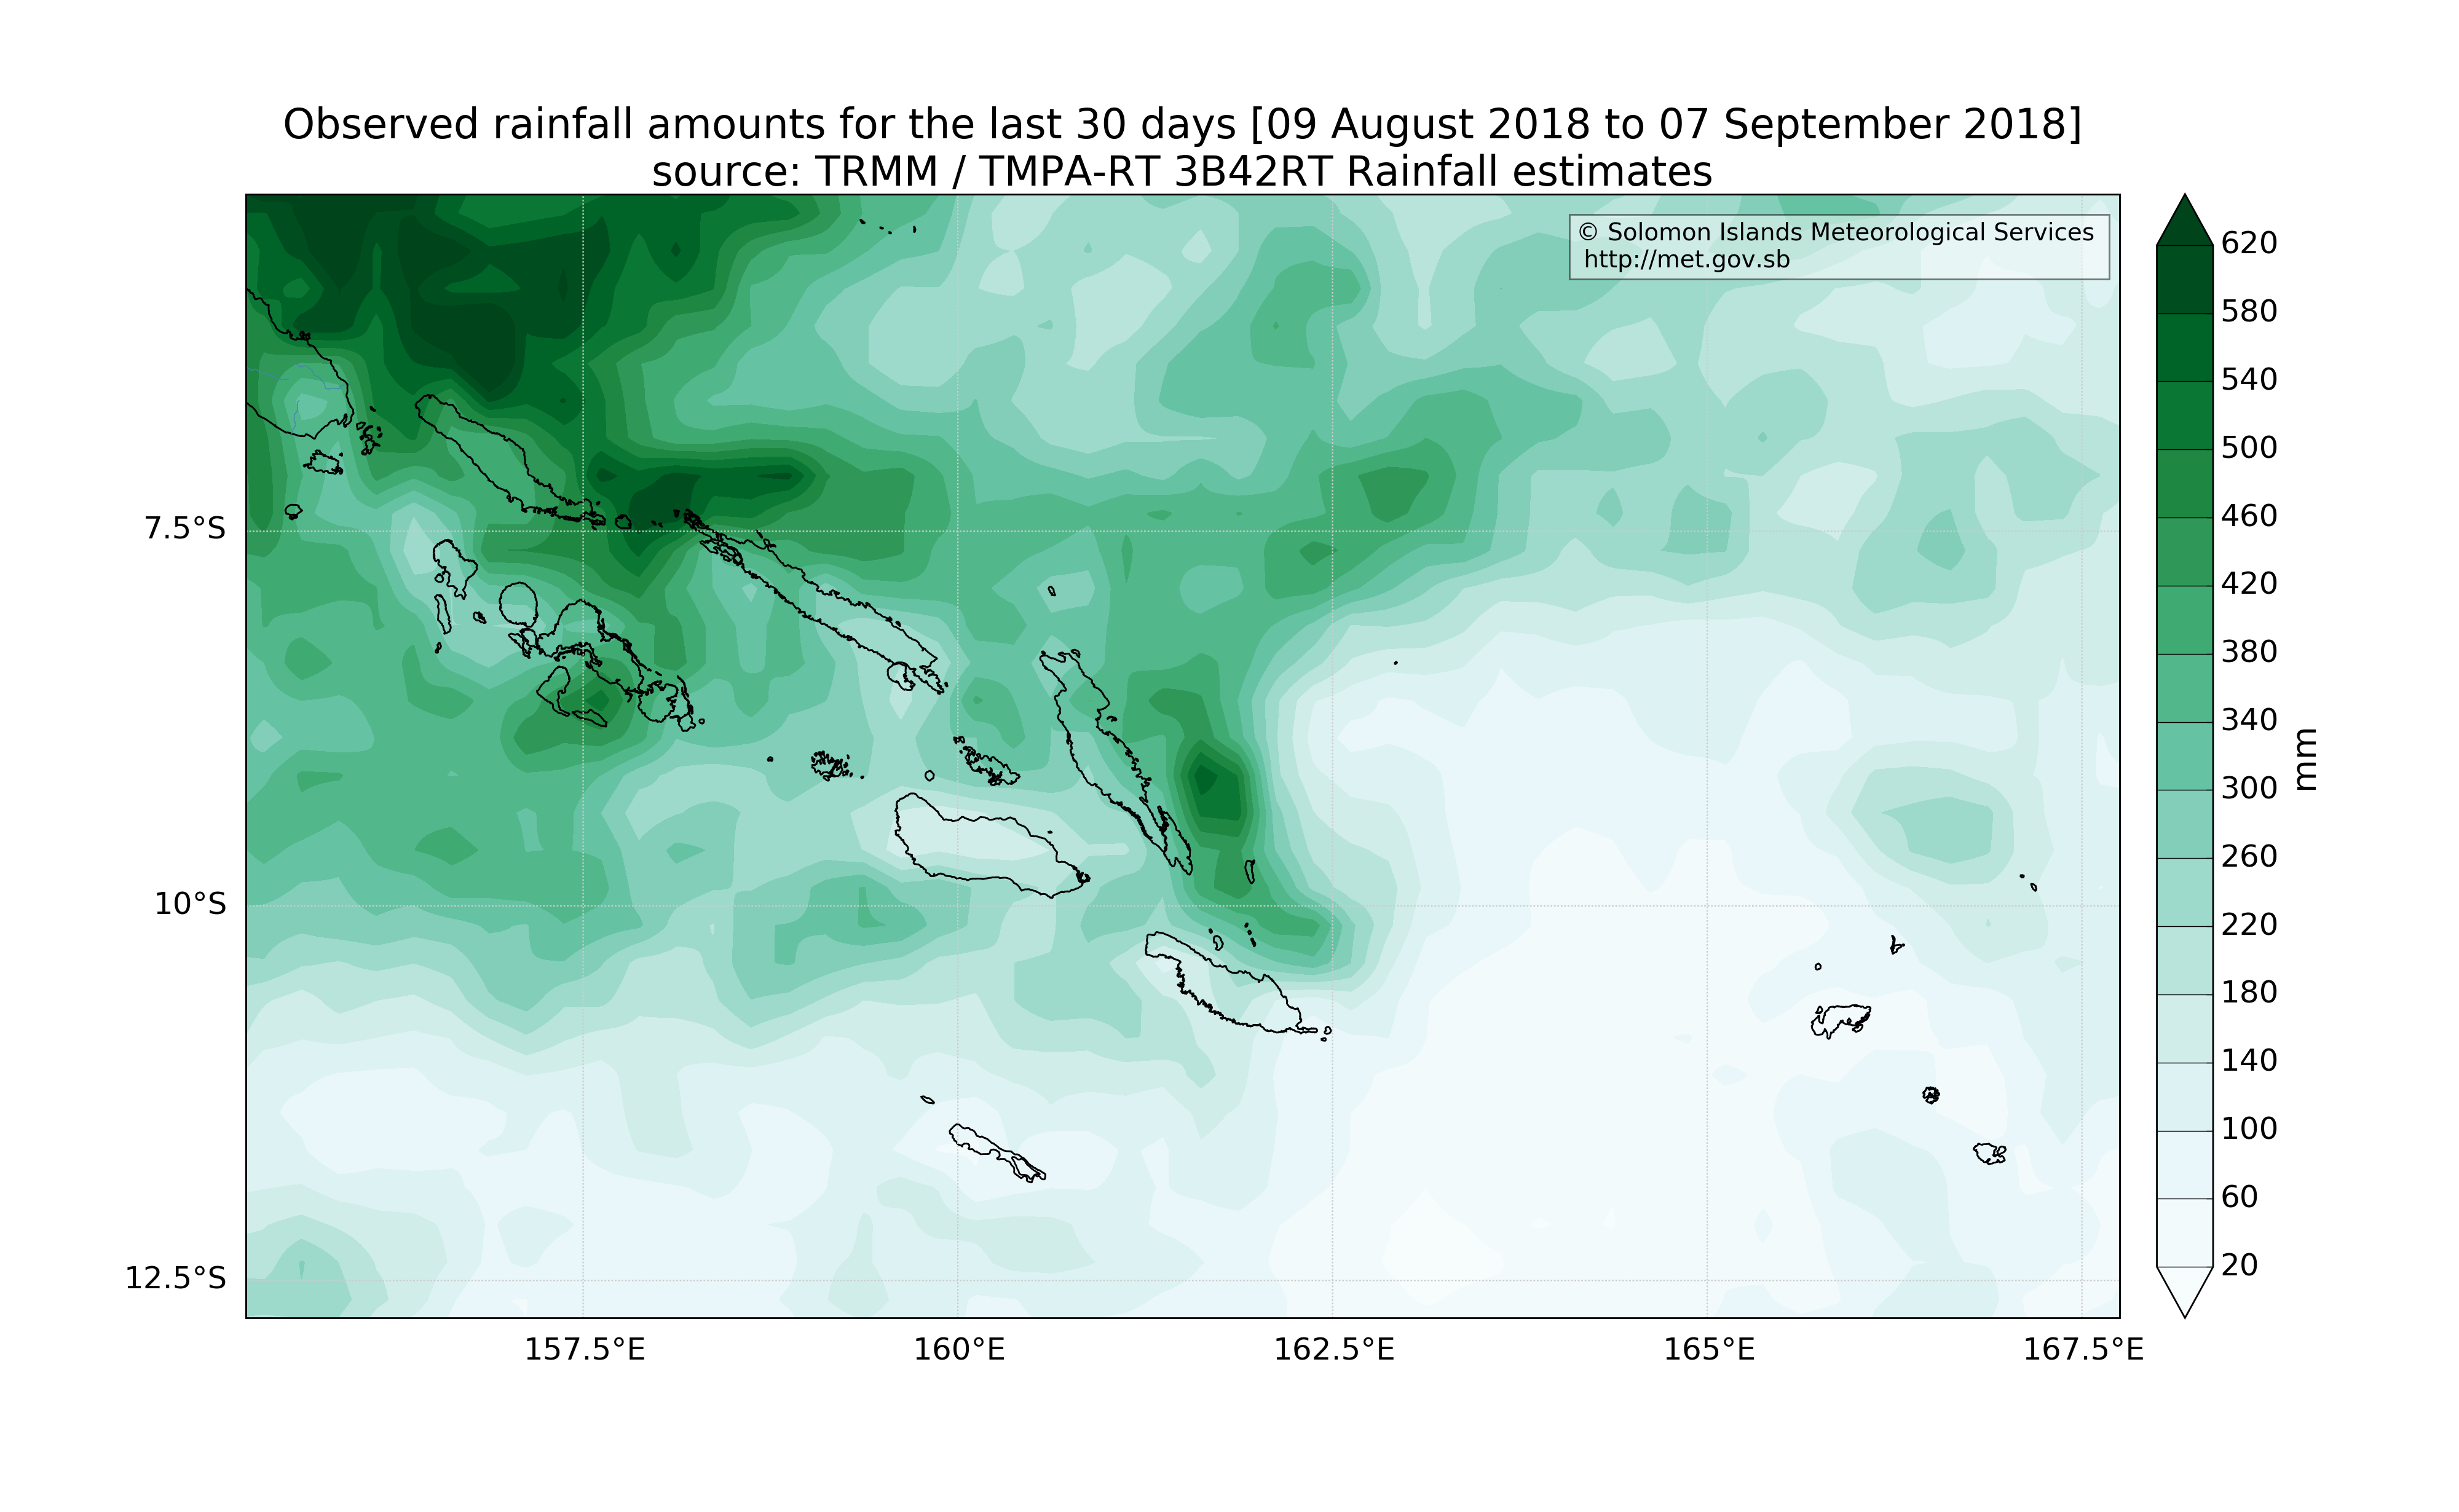 Observed rainfall amounts for the last 30 days [09 August 2018 to 07 September 2018]
source: TRMM / TMPA-RT 3B42RT Rainfall estimates
© Solomon Islands Meteorological Services
http://met.gov.sb
7.5°S
10°S
12.5°S
157.5°E
160°E
162.5°E
165°E
167.5°E
620
580
540
500
460
420
380
340
300
260
220
180
140
100
60
20
mm